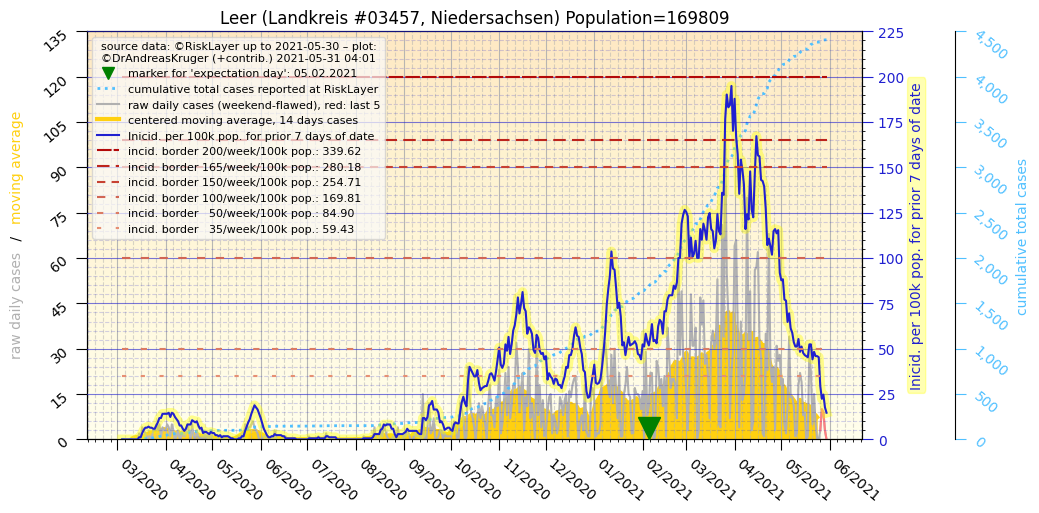 Leer (Landkreis #03457, Niedersachsen) Population=169809
source data: ©RiskLayer up to 2021-05-30 – plot:
©DrAndreasKruger (+contrib.) 2021-05-31 04:01
marker for 'expectation day': 05.02.2021
cumulative total cases reported at RiskLayer
raw daily cases (weekend-flawed), red: last 5
centered moving average, 14 days cases
Inicid. per 100k pop. for prior 7 days of date
incid. border 200/week/100k pop.: 339.62
incid. border 165/week/100k pop.: 280.18
incid. border 150/week/100k pop.: 254.71
incid. border 100/week/100k pop.: 169.81
incid. border   50/week/100k pop.: 84.90
incid. border   35/week/100k pop.: 59.43
raw daily cases / moving average
135
120
105
90
75
60
45
30
15
0
225
200
175
150
125
100
75
50
25
0
Inicid. per 100k pop. for prior 7 days of date
4,500
4,000
3,500
3,000
2,500
2,000
1,500
1,000
500
0
cumulative total cases
03/2020
04/2020
05/2020
06/2020
07/2020
08/2020
09/2020
10/2020
11/2020
12/2020
01/2021
02/2021
03/2021
04/2021
05/2021
06/2021